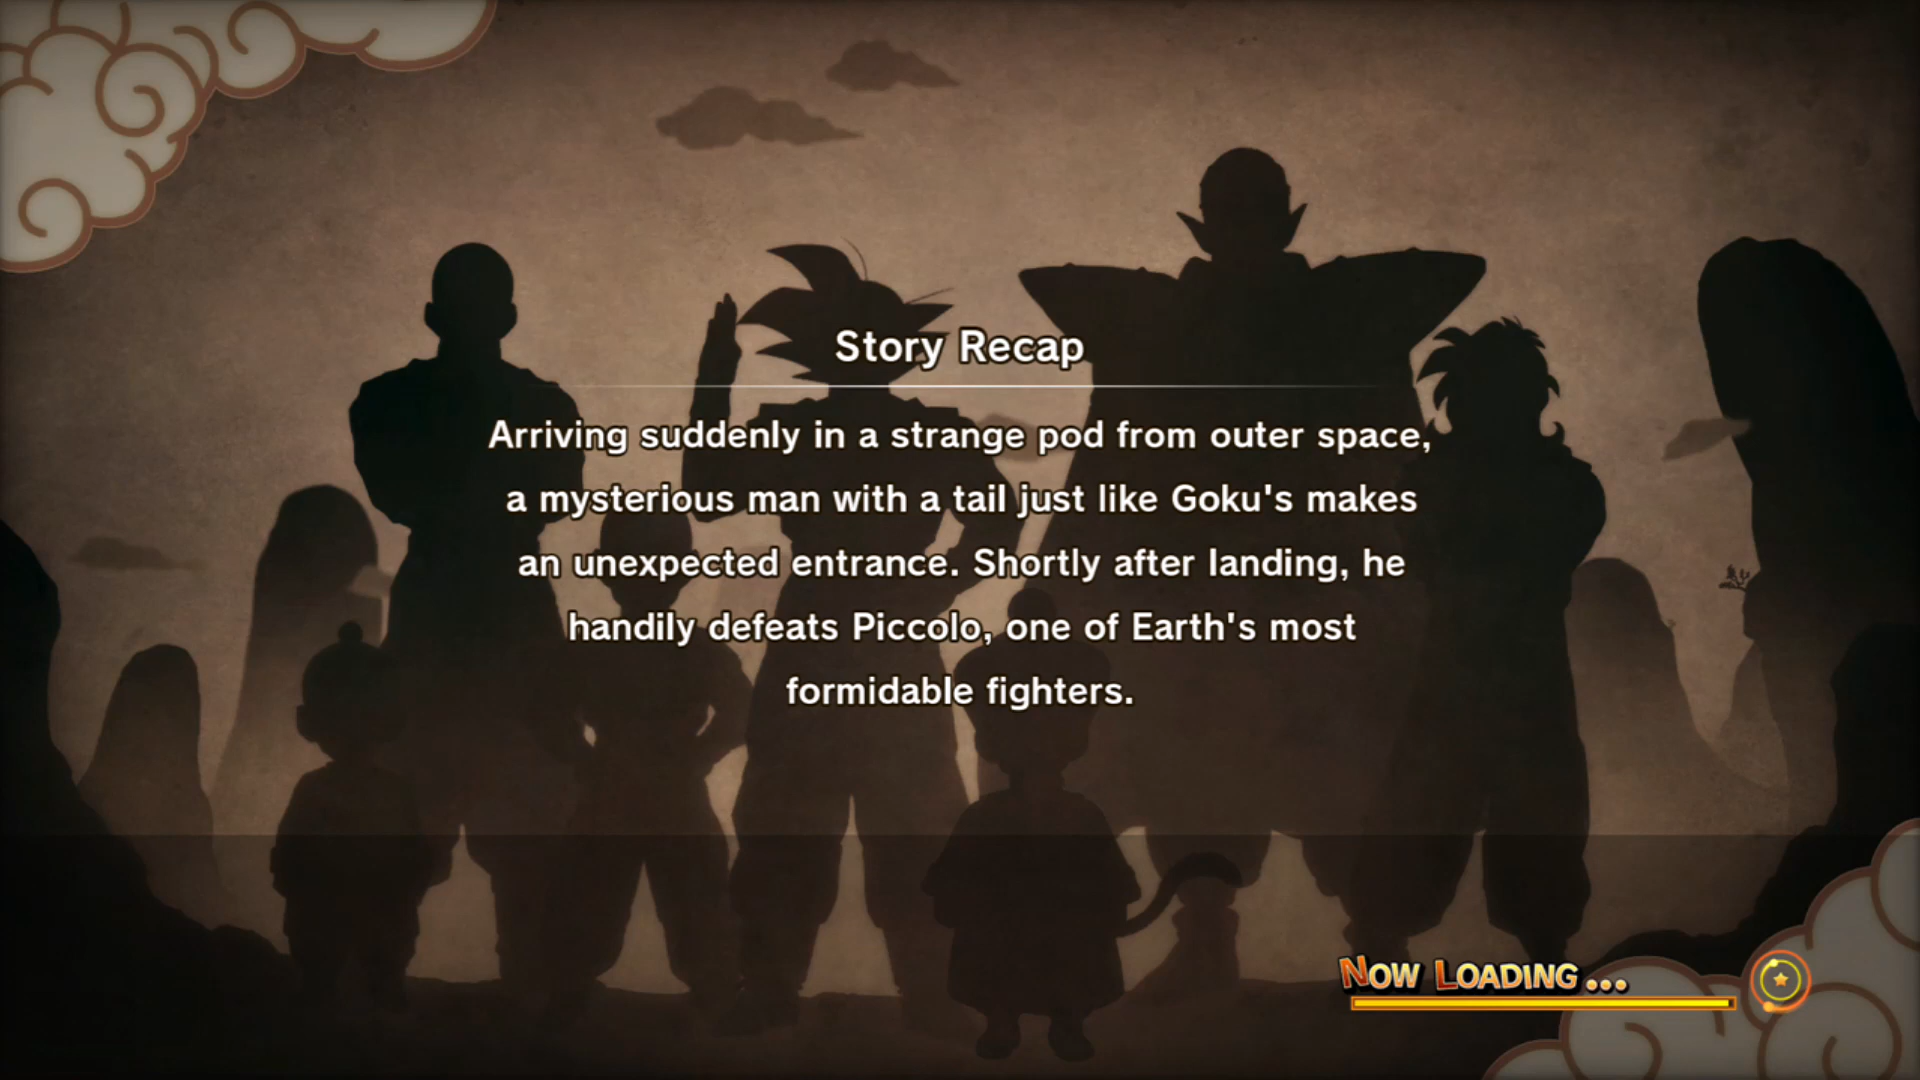 Story Recap
Arriving suddenly in a strange pod from outer space,
a mysterious man with a tail just like Goku's makes
an unexpected entrance. Shortly after landing, he
handily defeats Piccolo, one of Earth's most
formidable fighters.
NOW LOADING...